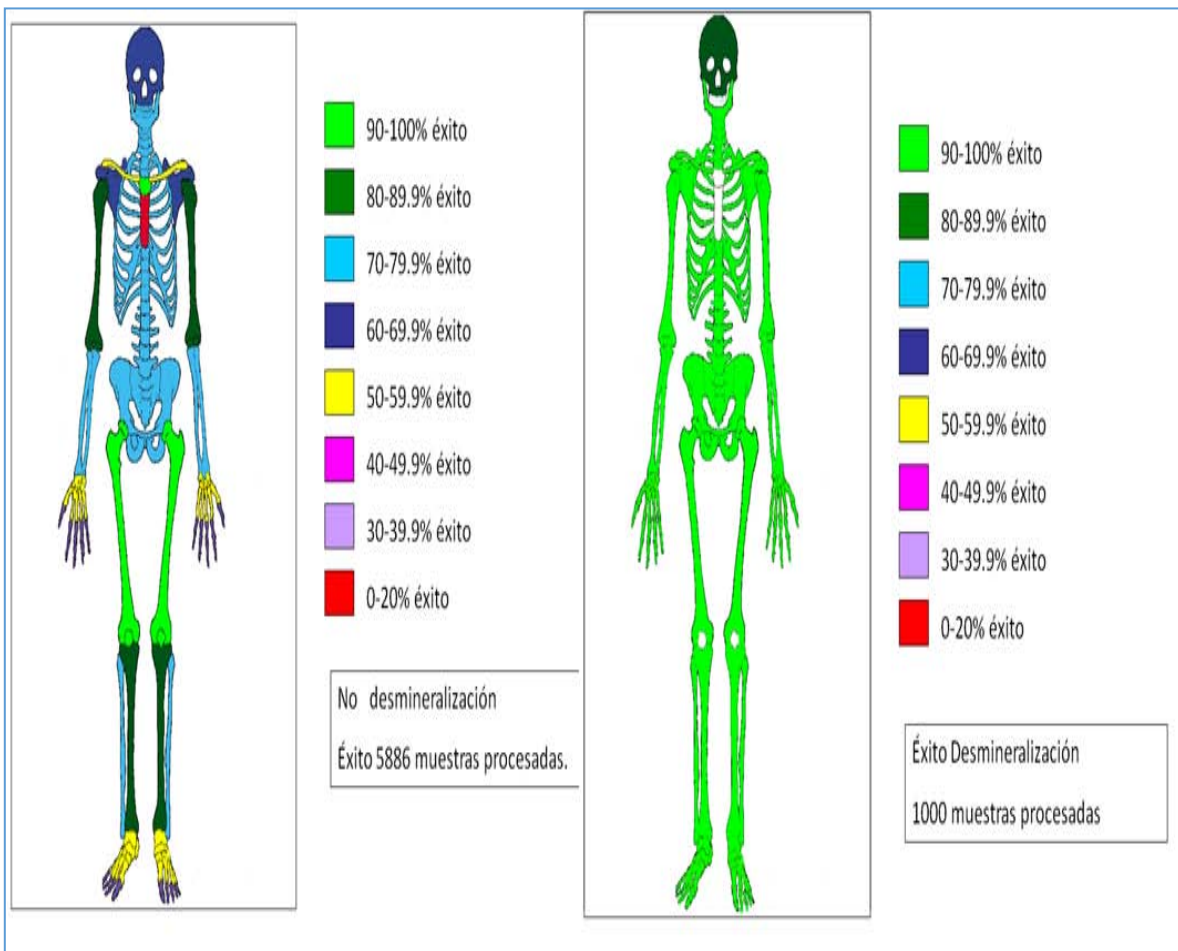 90-100% éxito
80-89.9% éxito
70-79.9% éxito
60-69.9% éxito
50-59.9% éxito
40-49.9% éxito
30-39.9% éxito
0-20% éxito
No desmineralización
Éxito 5886 muestras procesadas.
90-100% éxito
80-89.9% éxito
70-79.9% éxito
60-69.9% éxito
50-59.9% éxito
40-49.9% éxito
30-39.9% éxito
0-20% éxito
Éxito Desmineralización
1000 muestras procesadas